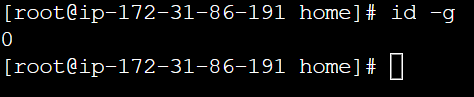 [root@ip-172-31-86-191 home]# id -g
0
[root@ip-172-31-86-191 home]#